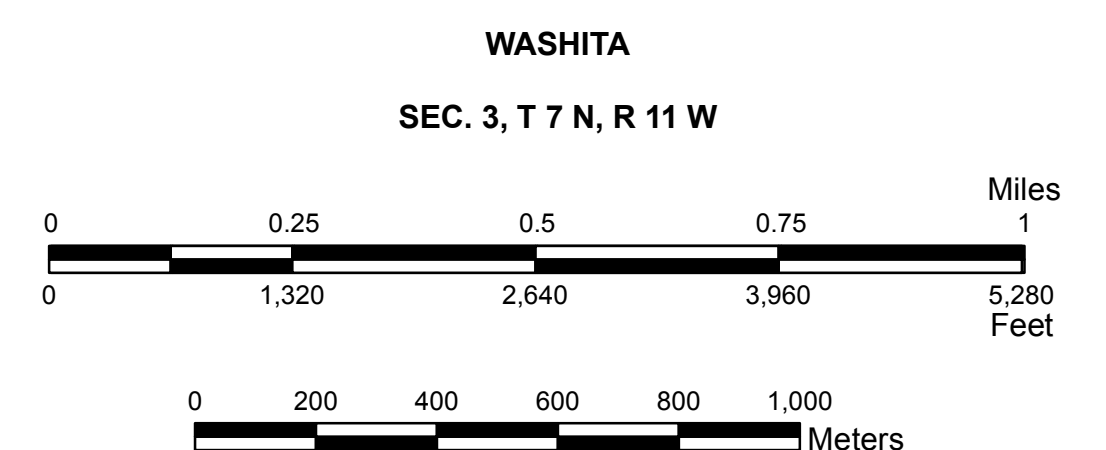 WASHITA
SEC. 3, T 7 N, R 11 W
Miles
0 0.25 0.5 0.75 1
0 1,320 2,640 3,960 5,280
Feet
0 200 400 600 800 1,000
Meters